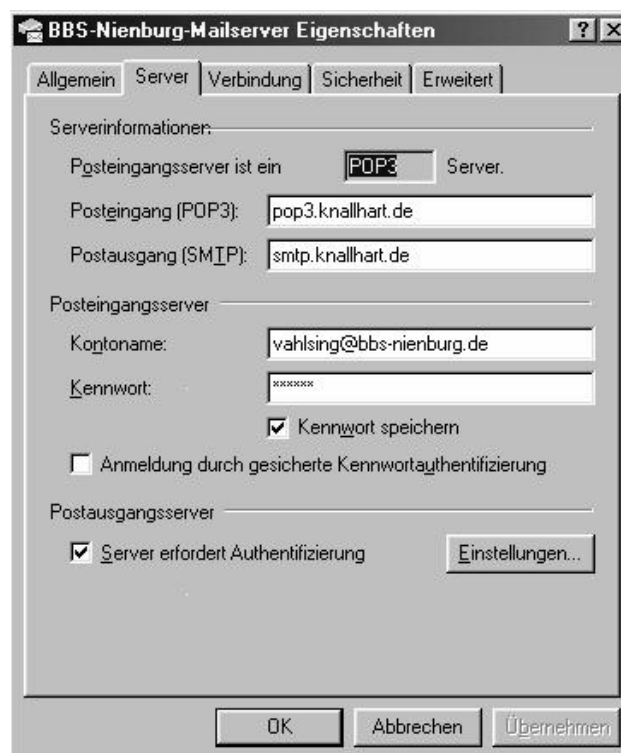 BBS-Nienburg-Mailserver Eigenschaften
Allgemein Server Verbindung Sicherheit Erweitert
Serverinformationen:
Posteingangsserver ist ein POP3 Server.
Posteingang (POP3): pop3.knallhart.de
Postausgang (SMTP): smtp.knallhart.de
Posteingangsserver
Kontoname: vahlsing@bbs-nienburg.de
Kennwort: ××××××
Kennwort speichern
Anmeldung durch gesicherte Kennwortauthentifizierung
Postausgangsserver
Server erfordert Authentifizierung Einstellungen...
OK Abbrechen Übernehmen